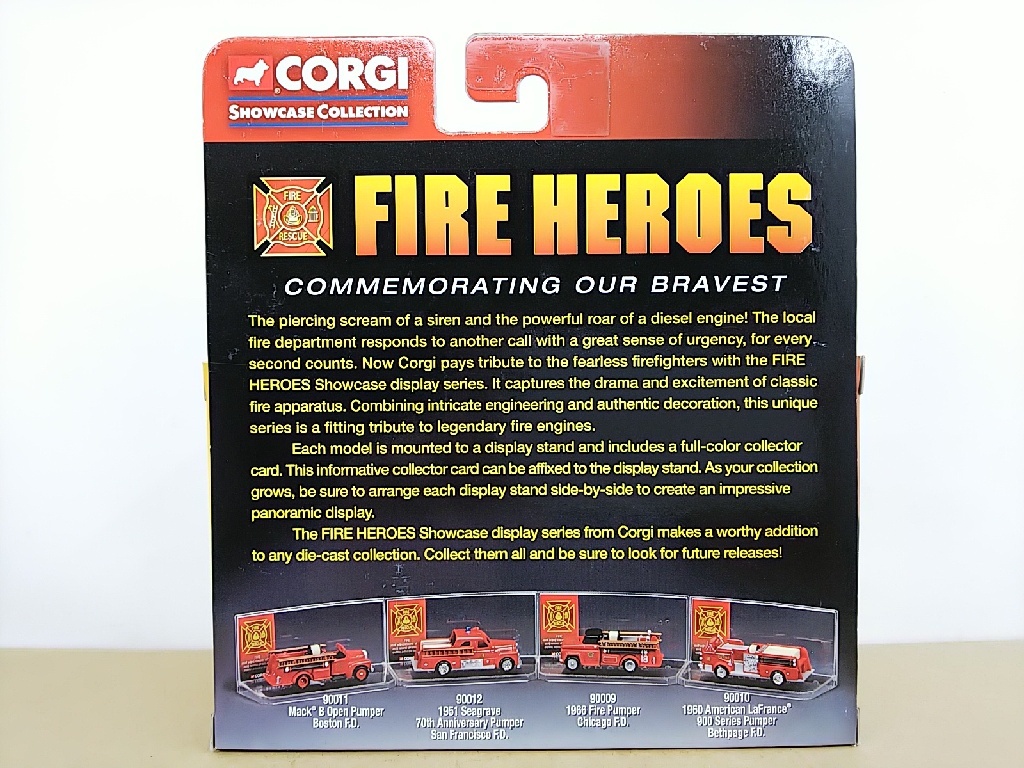 CORGI
SHOWCASE COLLECTION
FIRE
RESCUE
FIRE HEROES
COMMEMORATING OUR BRAVEST
The piercing scream of a siren and the powerful roar of a diesel engine! The local
fire department responds to another call with a great sense of urgency, for every
second counts. Now Corgi pays tribute to the fearless firefighters with the FIRE
HEROES Showcase display series. It captures the drama and excitement of classic
fire apparatus. Combining intricate engineering and authentic decoration, this unique
series is a fitting tribute to legendary fire engines.
Each model is mounted to a display stand and includes a full-color collector
card. This informative collector card can be affixed to the display stand. As your collection
grows, be sure to arrange each display stand side-by-side to create an impressive
panoramic display.
The FIRE HEROES Showcase display series from Corgi makes a worthy addition
to any die-cast collection. Collect them all and be sure to look for future releases!
90011
Mack® B Open Pumper
Boston F.D.
90012
1951 Seagrave
70th Anniversary Pumper
San Francisco F.D.
90009
1966 Fire Pumper
Chicago F.D.
90010
1960 American LaFrance®
900 Series Pumper
Bethpage F.D.